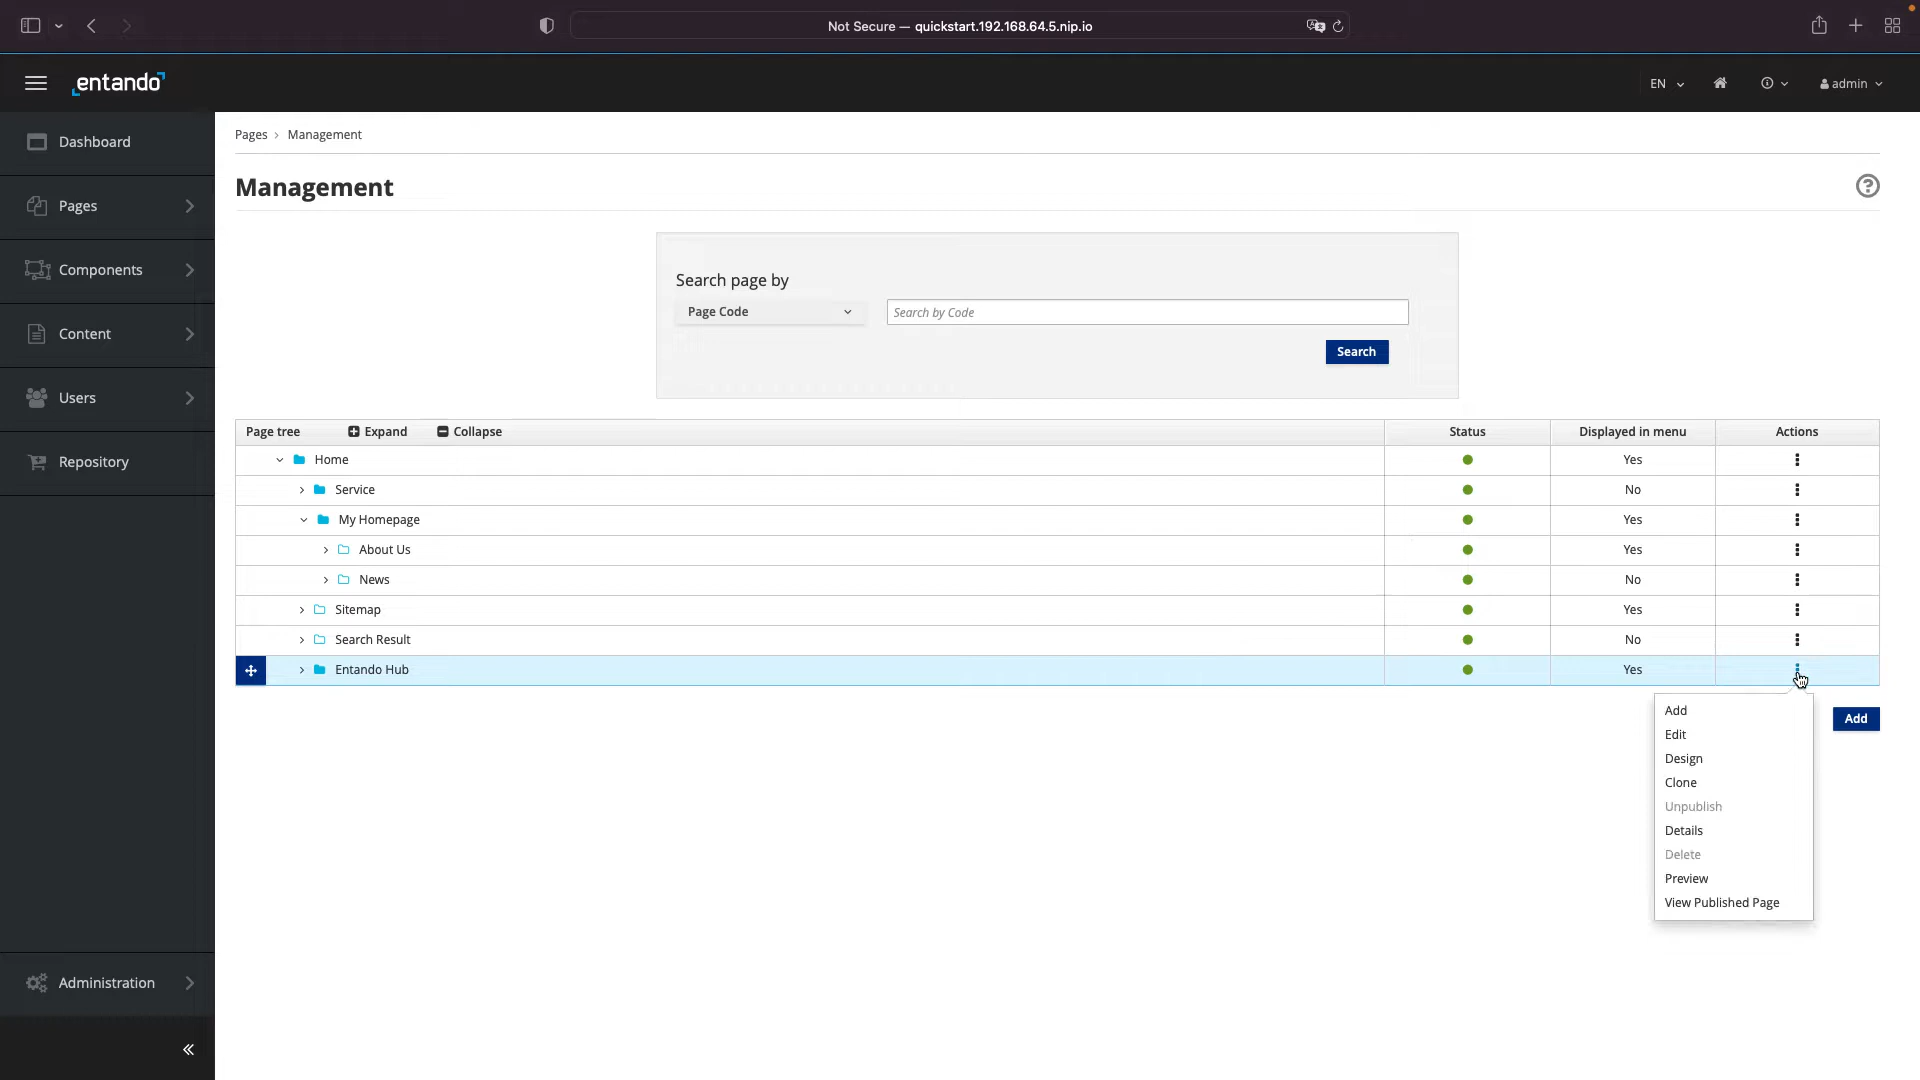 Not Secure — quickstart.192.168.64.5.nip.io
entando
EN
admin
Dashboard
Pages
Components
Content
Users
Repository
Administration
Pages › Management
Management
Search page by
Page Code
Search by Code
Search
Page tree Expand Collapse Status Displayed in menu Actions
Home Yes
Service No
My Homepage Yes
About Us Yes
News No
Sitemap Yes
Search Result No
Entando Hub Yes
Add
Add
Edit
Design
Clone
Unpublish
Details
Delete
Preview
View Published Page